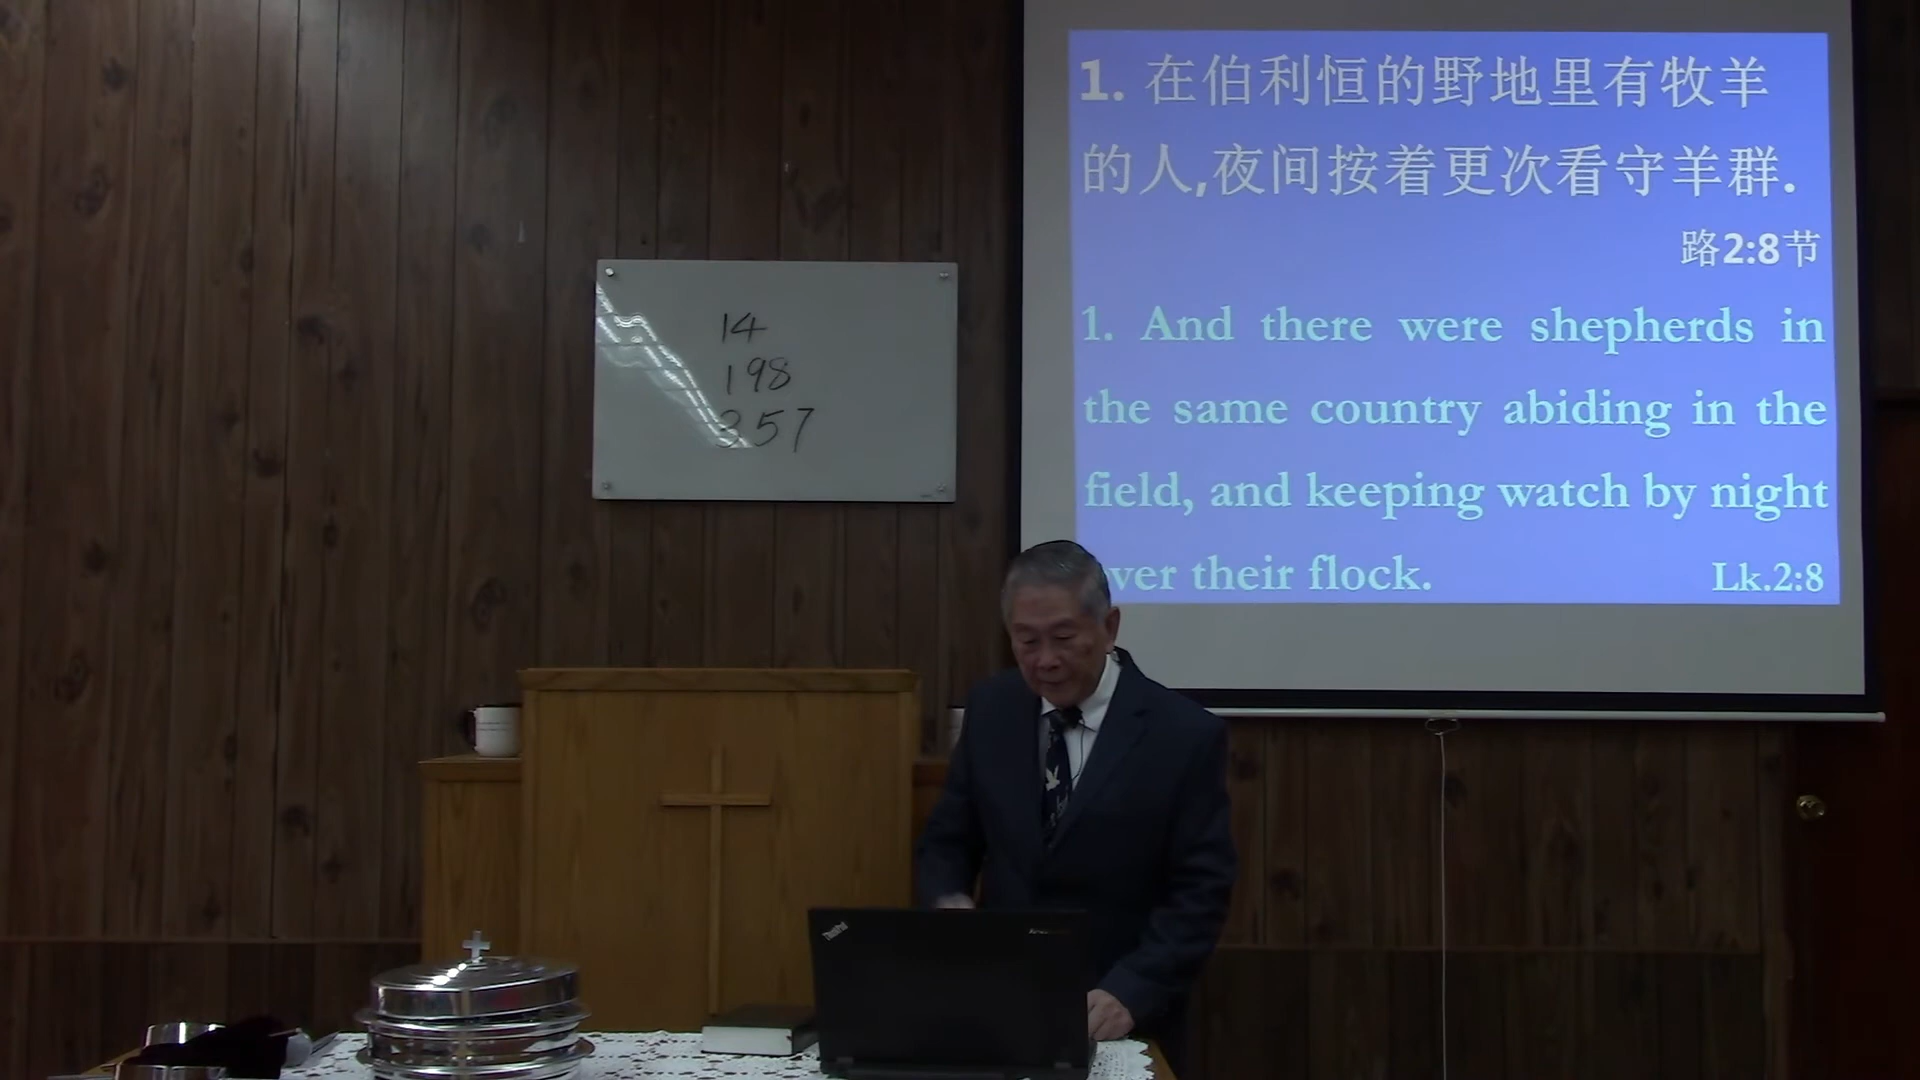 1. 在伯利恒的野地里有牧羊
的人,夜间按着更次看守羊群.
路2:8节
1. And there were shepherds in
the same country abiding in the
field, and keeping watch by night
over their flock. Lk.2:8
14
198
357
ThinkPad